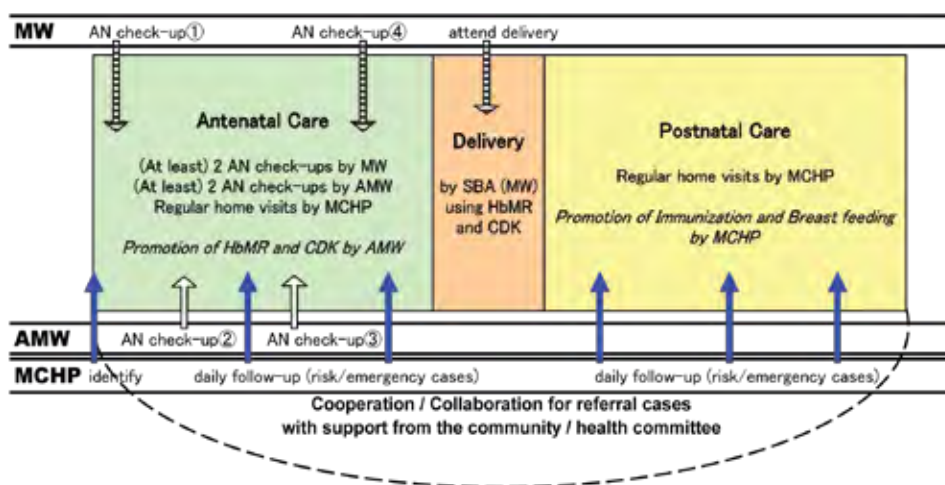 MW AN check-up① AN check-up④ attend delivery
Antenatal Care
(At least) 2 AN check-ups by MW
(At least) 2 AN check-ups by AMW
Regular home visits by MCHP
Promotion of HbMR and CDK by AMW
Delivery
by SBA (MW)
using HbMR
and CDK
Postnatal Care
Regular home visits by MCHP
Promotion of Immunization and Breast feeding
by MCHP
AMW AN check-up② AN check-up③
MCHP identify daily follow-up (risk/emergency cases) daily follow-up (risk/emergency cases)
Cooperation / Collaboration for referral cases
with support from the community / health committee